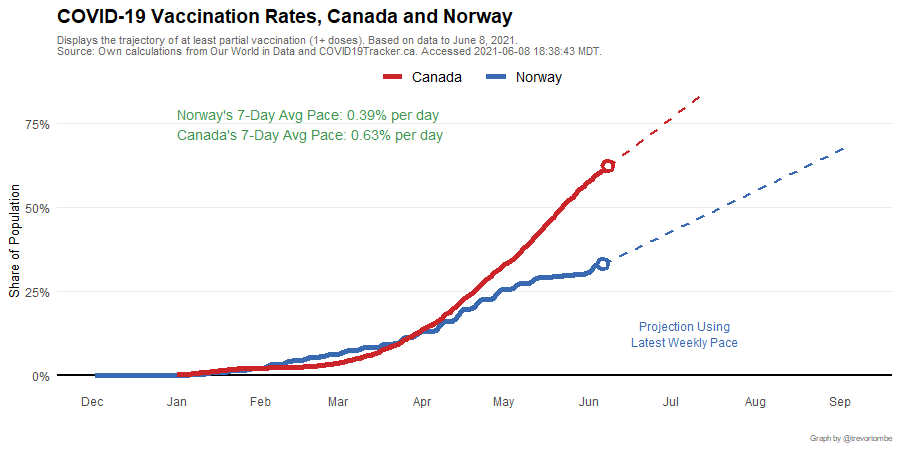 COVID-19 Vaccination Rates, Canada and Norway
Displays the trajectory of at least partial vaccination (1+ doses). Based on data to June 8, 2021.
Source: Own calculations from Our World in Data and COVID19Tracker.ca. Accessed 2021-06-08 18:38:43 MDT.
Canada Norway
Norway's 7-Day Avg Pace: 0.39% per day
Canada's 7-Day Avg Pace: 0.63% per day
75%
50%
25%
0%
Share of Population
Projection Using
Latest Weekly Pace
Dec Jan Feb Mar Apr May Jun Jul Aug Sep
Graph by @trevortombe